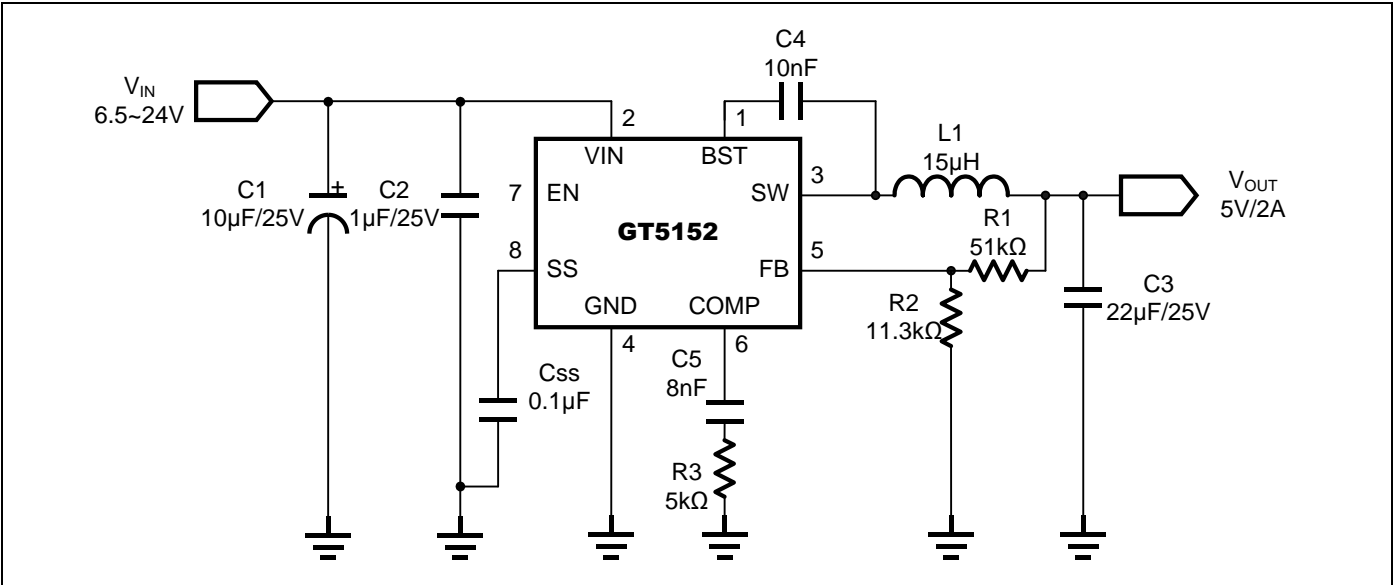 C4
10nF
VIN
6.5~24V
2
1
VIN
BST
L1
15µH
C1
10µF/25V
+
C2
1µF/25V
7
EN
SW
3
VOUT
5V/2A
GT5152
R1
51kΩ
8
SS
FB
5
GND
COMP
R2
11.3kΩ
C3
22µF/25V
4
6
Css
0.1µF
C5
8nF
R3
5kΩ